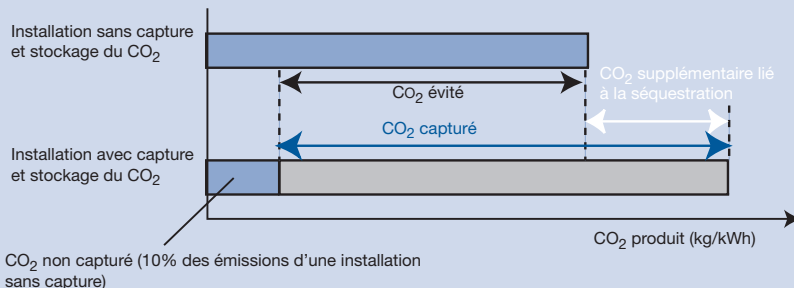 Installation sans capture
et stockage du CO₂
CO₂ évité
CO₂ supplémentaire lié
à la séquestration
CO₂ capturé
Installation avec capture
et stockage du CO₂
CO₂ produit (kg/kWh)
CO₂ non capturé (10% des émissions d’une installation
sans capture)